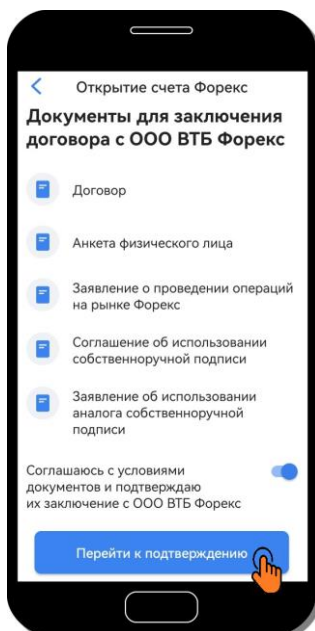 Открытие счета Форекс
Документы для заключения
договора с ООО ВТБ Форекс
Договор
Анкета физического лица
Заявление о проведении операций
на рынке Форекс
Соглашение об использовании
собственноручной подписи
Заявление об использовании
аналога собственноручной
подписи
Соглашаюсь с условиями
документов и подтверждаю
их заключение с ООО ВТБ Форекс
Перейти к подтверждению